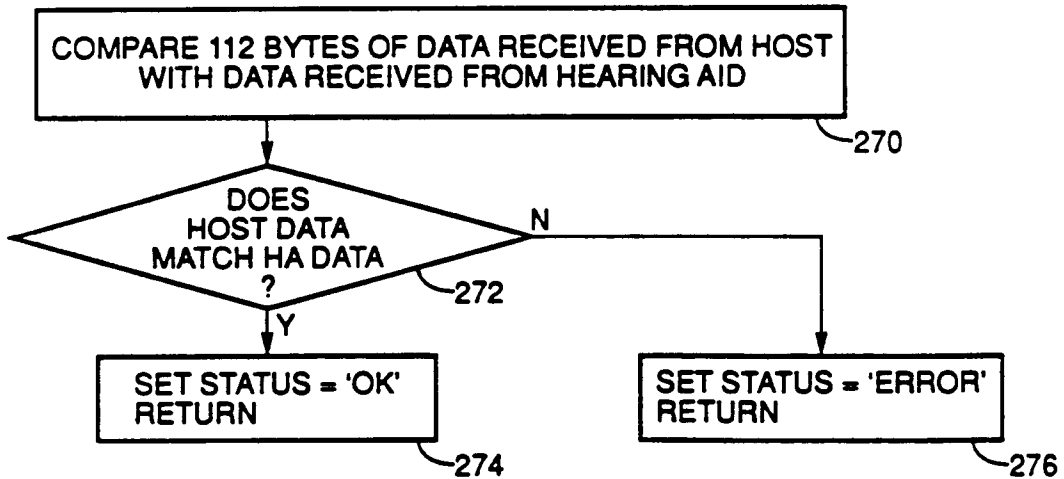 COMPARE 112 BYTES OF DATA RECEIVED FROM HOST
WITH DATA RECEIVED FROM HEARING AID
270
DOES
HOST DATA
MATCH HA DATA
?
272
N
Y
SET STATUS = 'OK'
RETURN
274
SET STATUS = 'ERROR'
RETURN
276